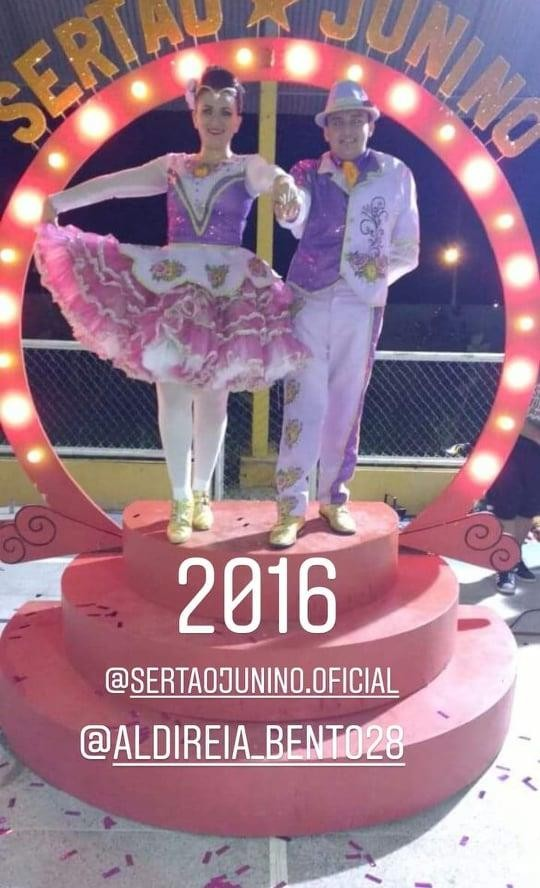 SERTÃO ★ JUNINO
2016
@SERTAOJUNINO.OFICIAL
@ALDIREIA_BENTO28